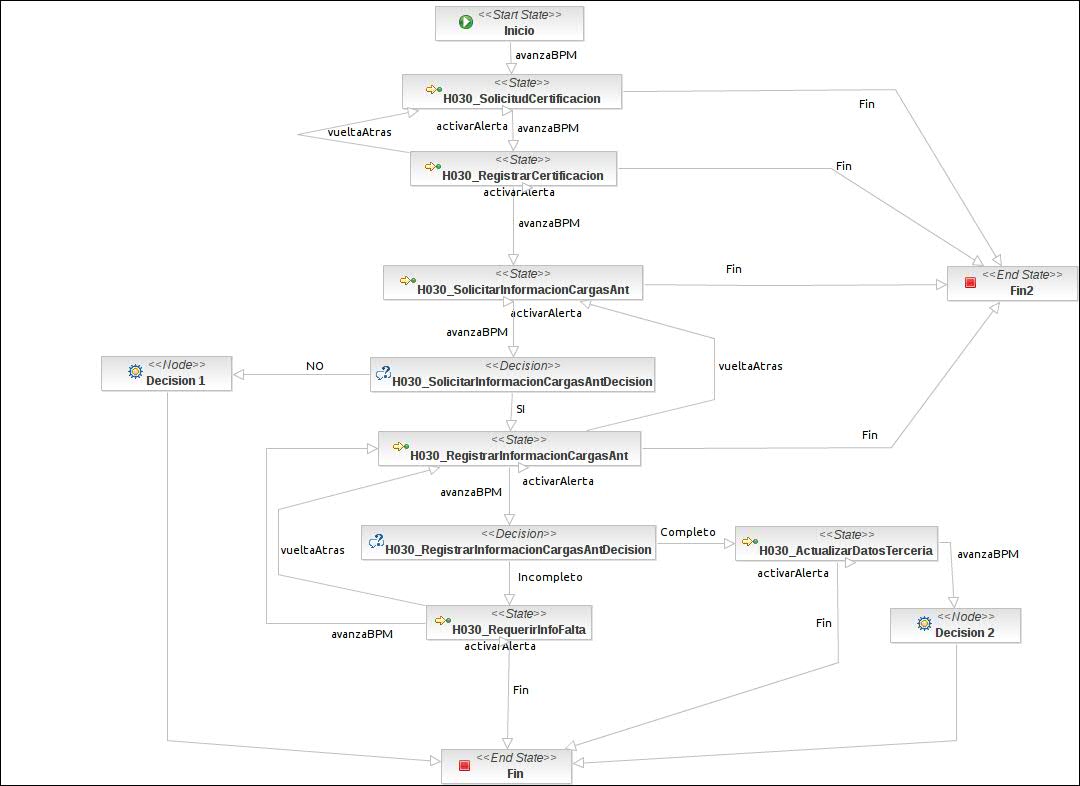 <<Start State>>
Inicio
avanzaBPM
<<State>>
H030_SolicitudCertificacion
Fin
activarAlerta
avanzaBPM
vueltaAtras
<<State>>
H030_RegistrarCertificacion
Fin
activarAlerta
avanzaBPM
<<State>>
H030_SolicitarInformacionCargasAnt
Fin
<<End State>>
Fin2
activarAlerta
avanzaBPM
<<Node>>
Decision 1
NO
<<Decision>>
H030_SolicitarInformacionCargasAntDecision
vueltaAtras
SI
<<State>>
H030_RegistrarInformacionCargasAnt
Fin
activarAlerta
avanzaBPM
<<Decision>>
H030_RegistrarInformacionCargasAntDecision
Completo
<<State>>
H030_ActualizarDatosTerceria
avanzaBPM
vueltaAtras
Incompleto
activarAlerta
<<State>>
H030_RequerirInfoFalta
Fin
<<Node>>
Decision 2
avanzaBPM
activarAlerta
Fin
<<End State>>
Fin